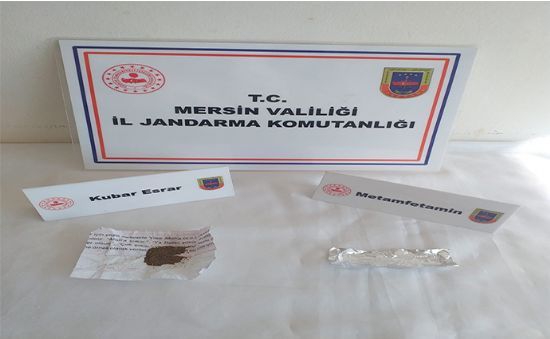 T.C.
MERSİN VALİLİĞİ
İL JANDARMA KOMUTANLIĞI
Kubar Esrar
Metamfetamin